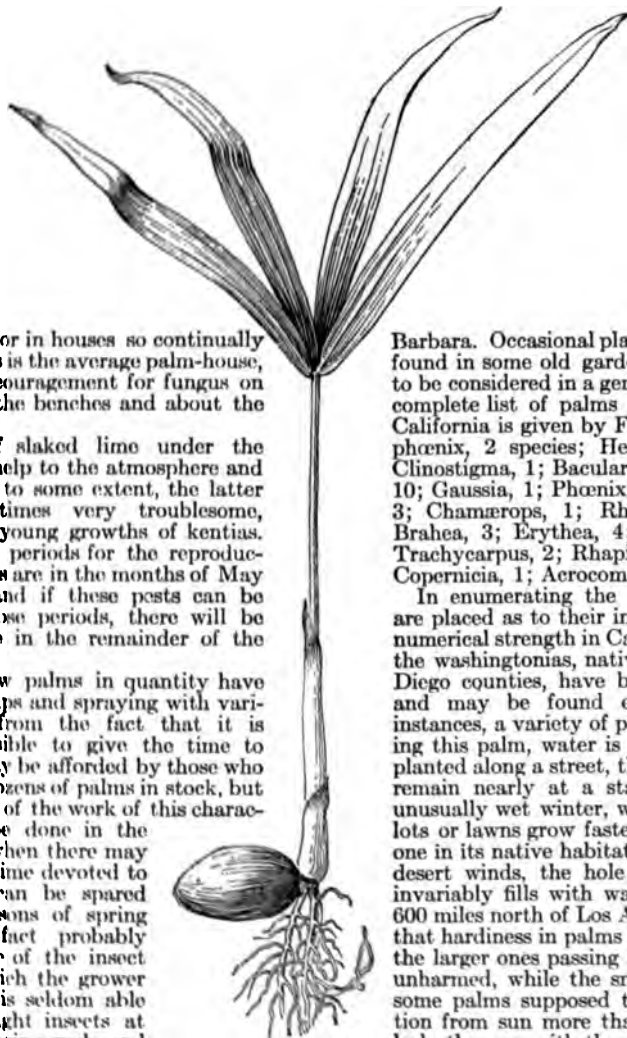 or in houses so continually
is the average palm-house,
couragement for fungus on
the benches and about the
slaked lime under the
help to the atmosphere and
to some extent, the latter
times very troublesome,
young growths of kentias.
periods for the reproduc-
are in the months of May
and if these pests can be
periods, there will be
in the remainder of the
palms in quantity have
and spraying with vari-
from the fact that it is
to give the time to
be afforded by those who
of palms in stock, but
of the work of this charac-
done in the
when there may
time devoted to
can be spared
of spring
fact probably
of the insect
the grower
is seldom able
insects at
Barbara. Occasional pla
found in some old gard
to be considered in a ger
complete list of palms
California is given by F
phœnix, 2 species; He
Clinostigma, 1; Bacular
10; Gaussia, 1; Phœnix
3; Chamærops, 1; Rh
Brahea, 3; Erythea, 4
Trachycarpus, 2; Rhapi
Copernicia, 1; Acrocom
In enumerating the
are placed as to their in
numerical strength in Ca
the washingtonias, nativ
Diego counties, have b
and may be found e
instances, a variety of p
ing this palm, water is
planted along a street, th
remain nearly at a sta
unusually wet winter, w
lots or lawns grow faste
one in its native habitat
desert winds, the hole
invariably fills with wa
600 miles north of Los A
that hardiness in palms
the larger ones passing
unharmed, while the sr
some palms supposed t
tion from sun more tha